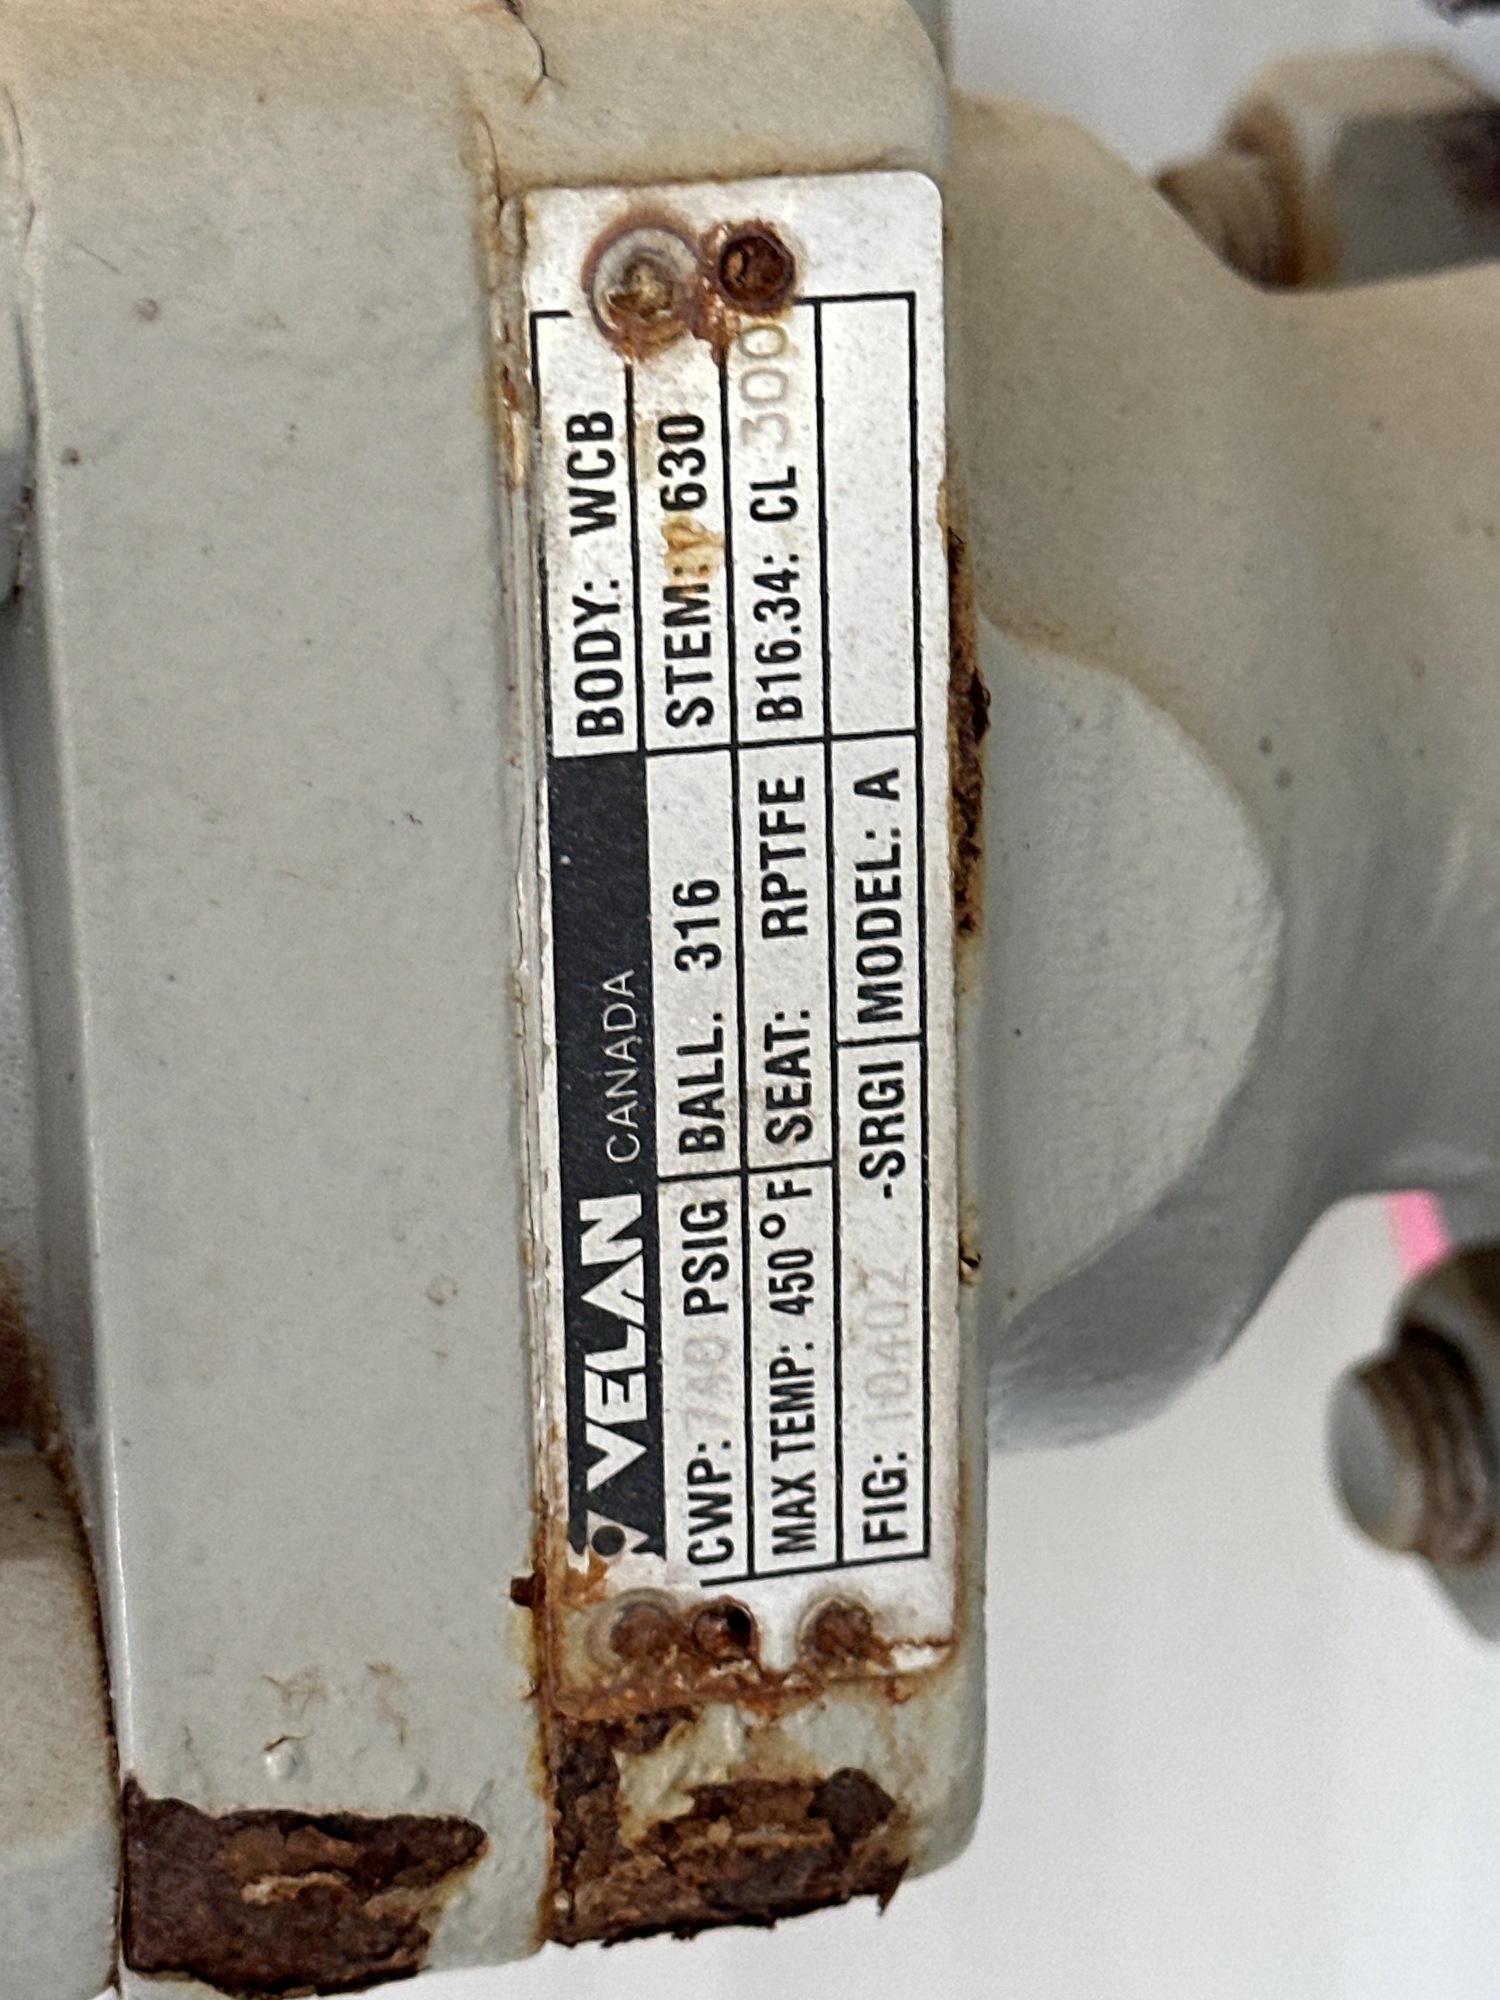 VELAN CANADA BODY: WCB
CWP: 740 PSIG BALL. 316 STEM: 630
MAX TEMP: 450°F SEAT: RPTFE B16.34: CL 300
FIG: 10402 -SRGI MODEL: A